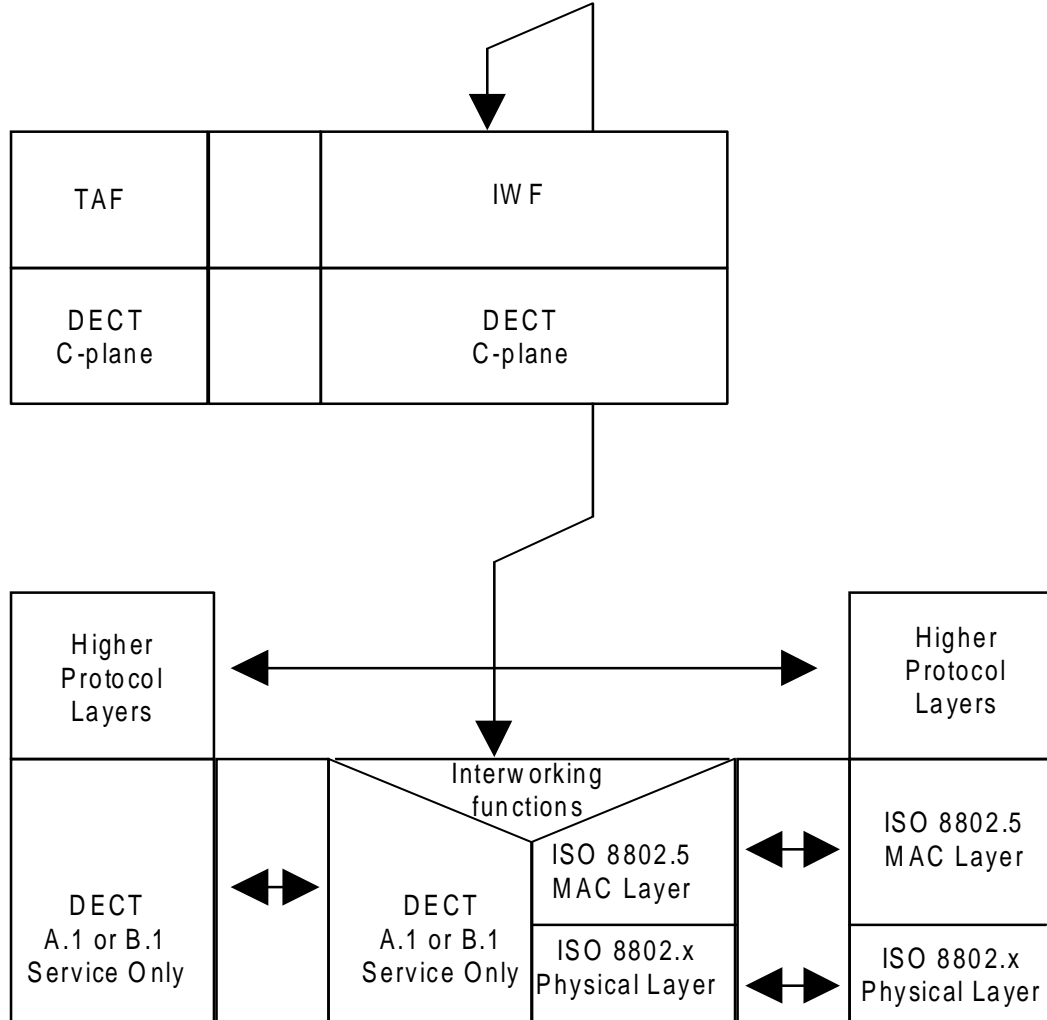 TAF
IWF
DECT
C-plane
DECT
C-plane
Higher
Protocol
Layers
Higher
Protocol
Layers
Interworking
functions
ISO 8802.5
MAC Layer
ISO 8802.5
MAC Layer
DECT
A.1 or B.1
Service Only
DECT
A.1 or B.1
Service Only
ISO 8802.x
Physical Layer
ISO 8802.x
Physical Layer